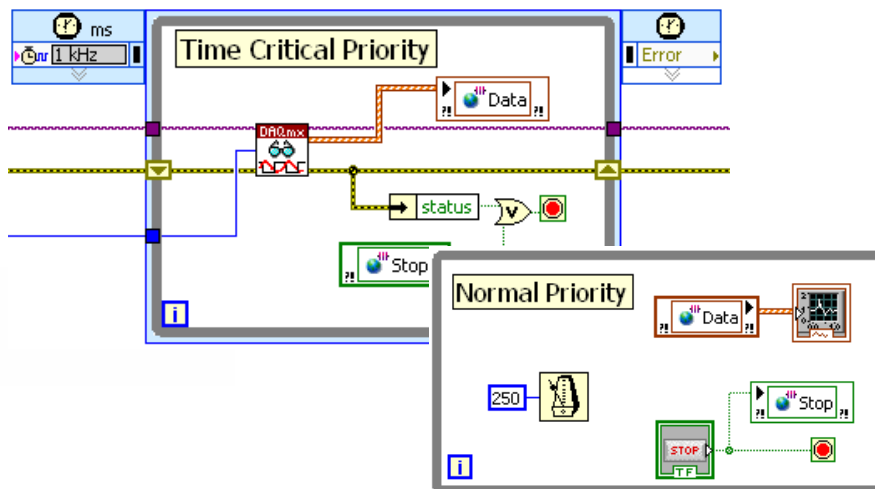 ms
1 kHz
Time Critical Priority
Error
?! Data ?!
DAQmx
status
V
?! Stop
i
Normal Priority
?! Data ?!
250
?! Stop ?!
STOP
TF
i